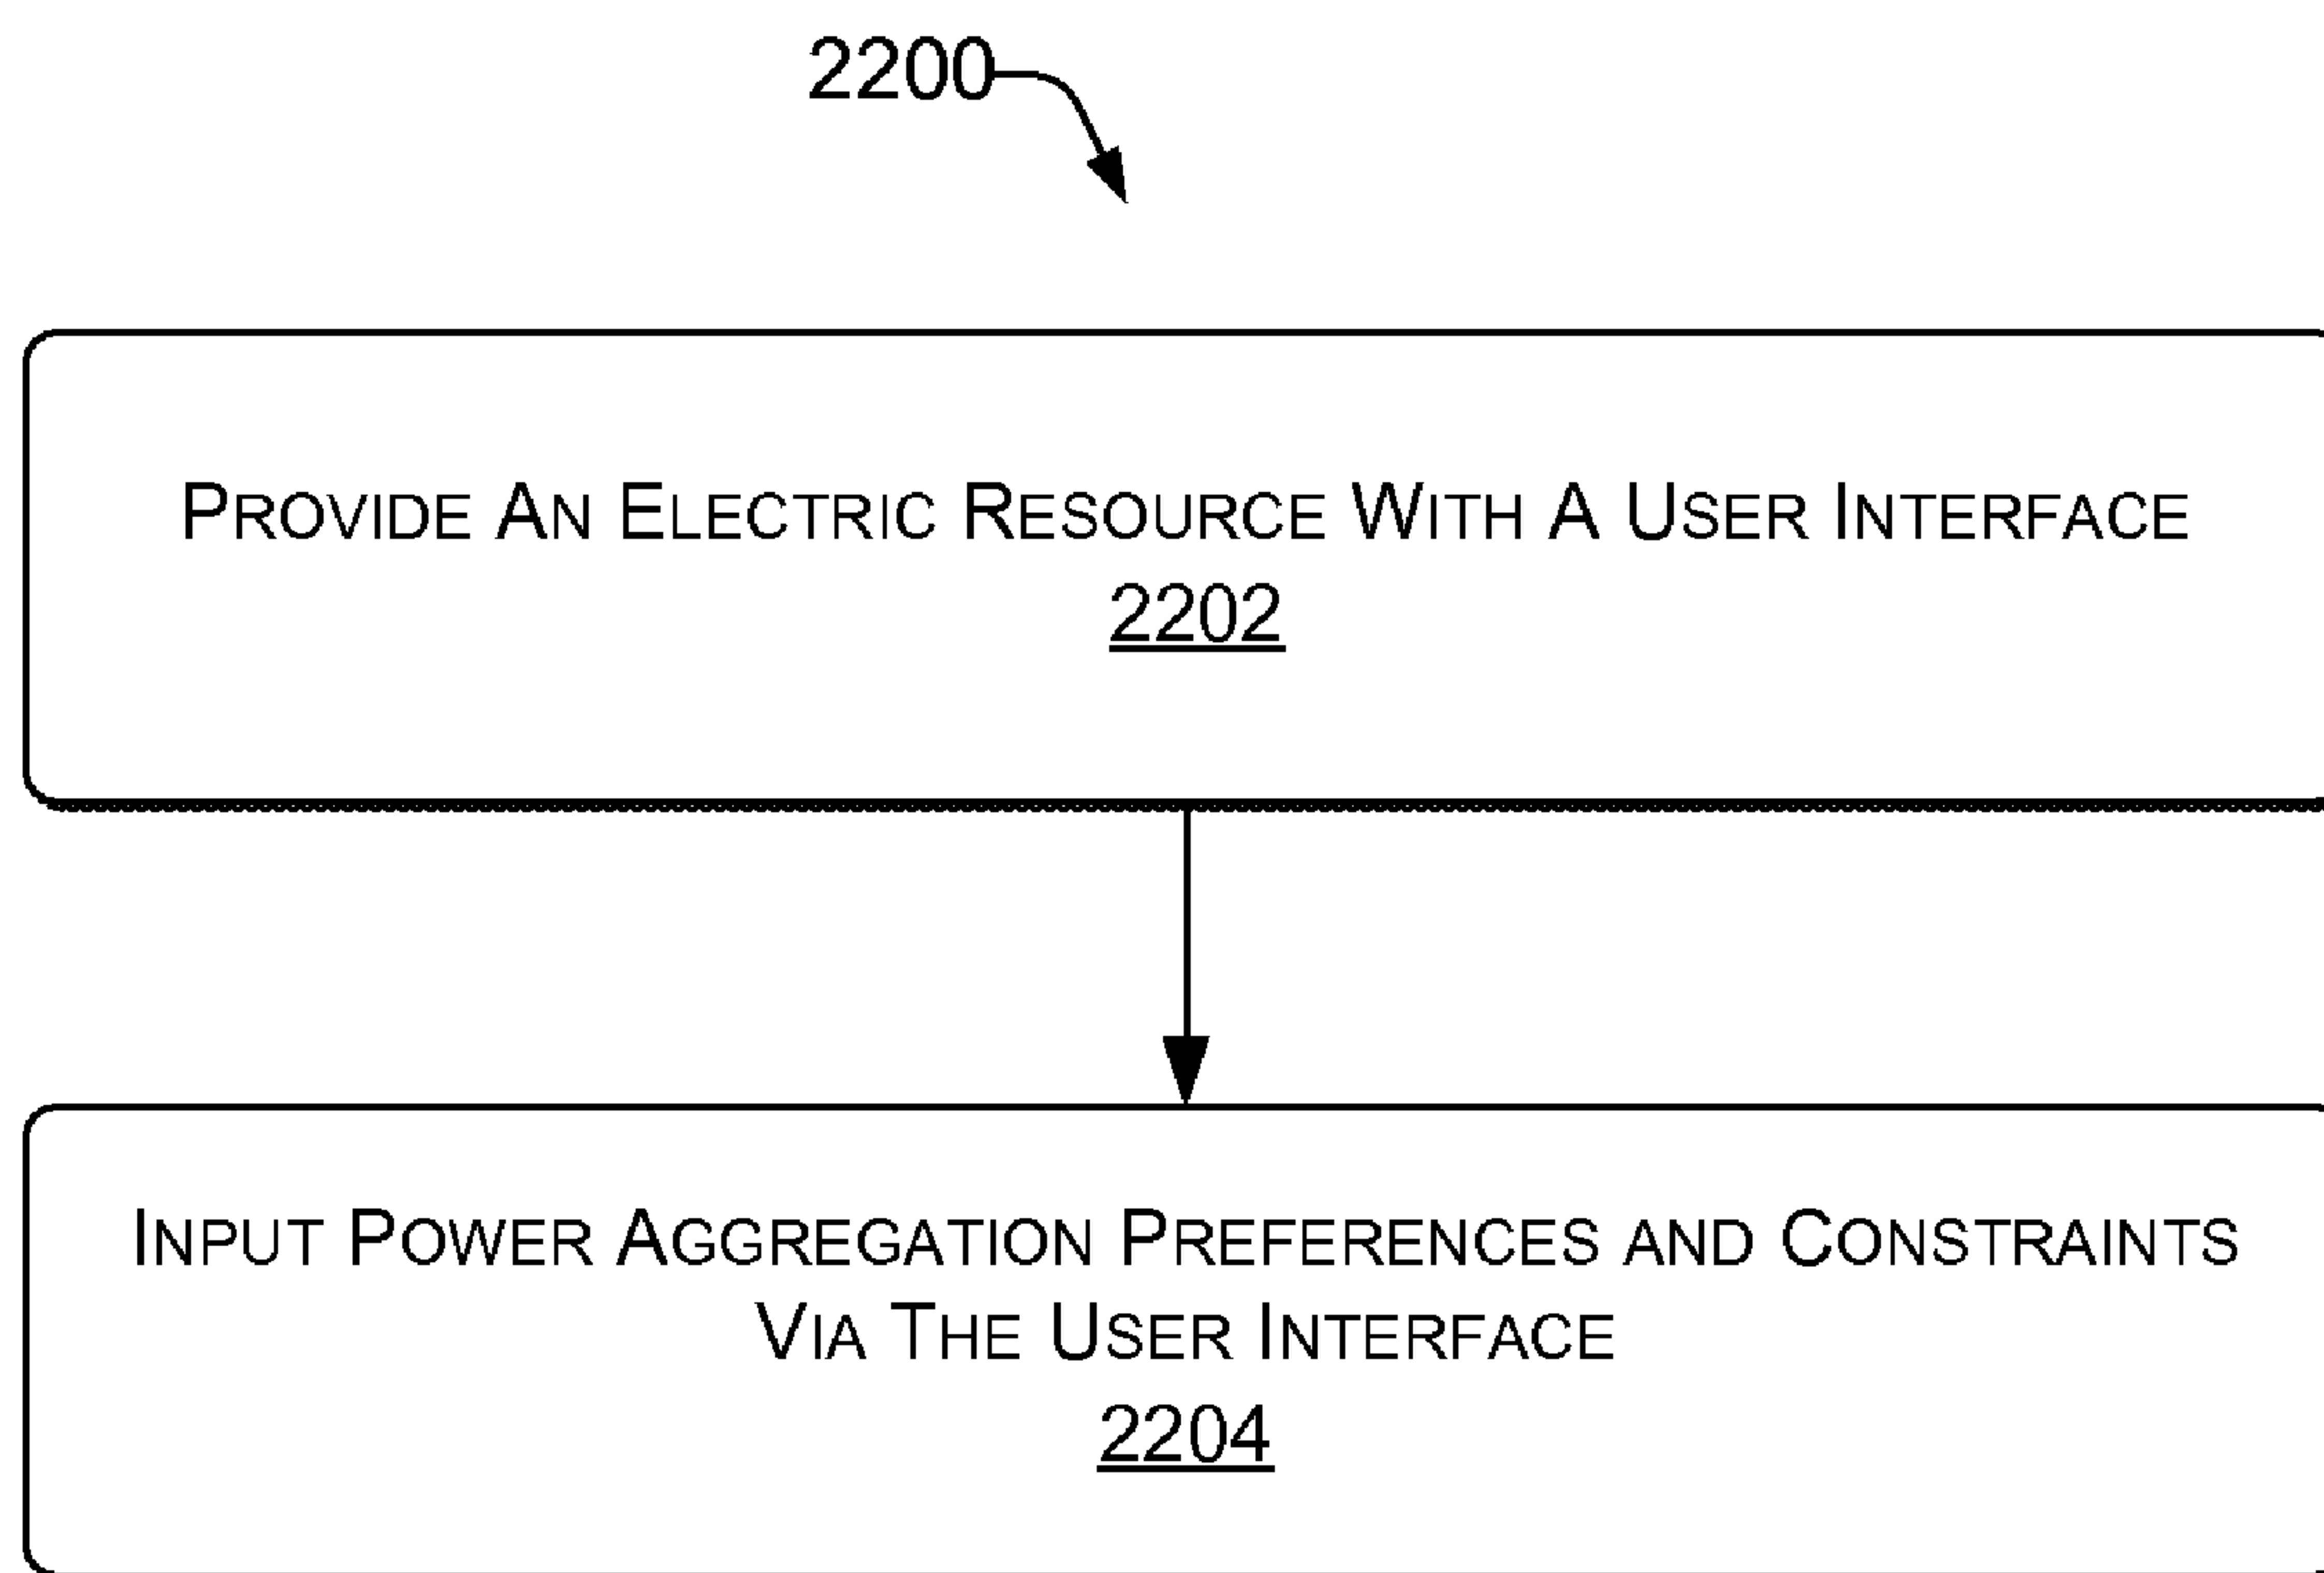 2200
PROVIDE AN ELECTRIC RESOURCE WITH A USER INTERFACE
2202
INPUT POWER AGGREGATION PREFERENCES AND CONSTRAINTS
VIA THE USER INTERFACE
2204